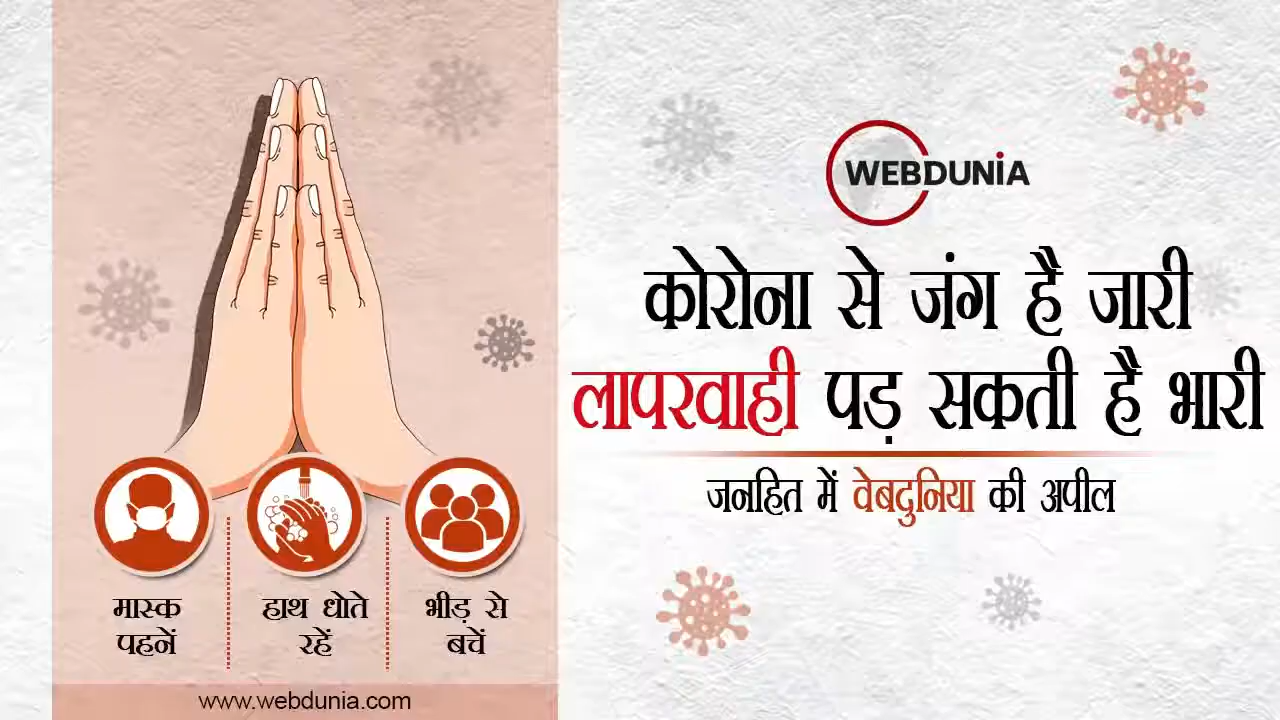 WEBDUNIA
कोरोना से जंग है जारी
लापरवाही पड़ सकती है भारी
जनहित में वेबदुनिया की अपील
मास्क
पहनें
हाथ धोते
रहें
भीड़ से
बचें
www.webdunia.com